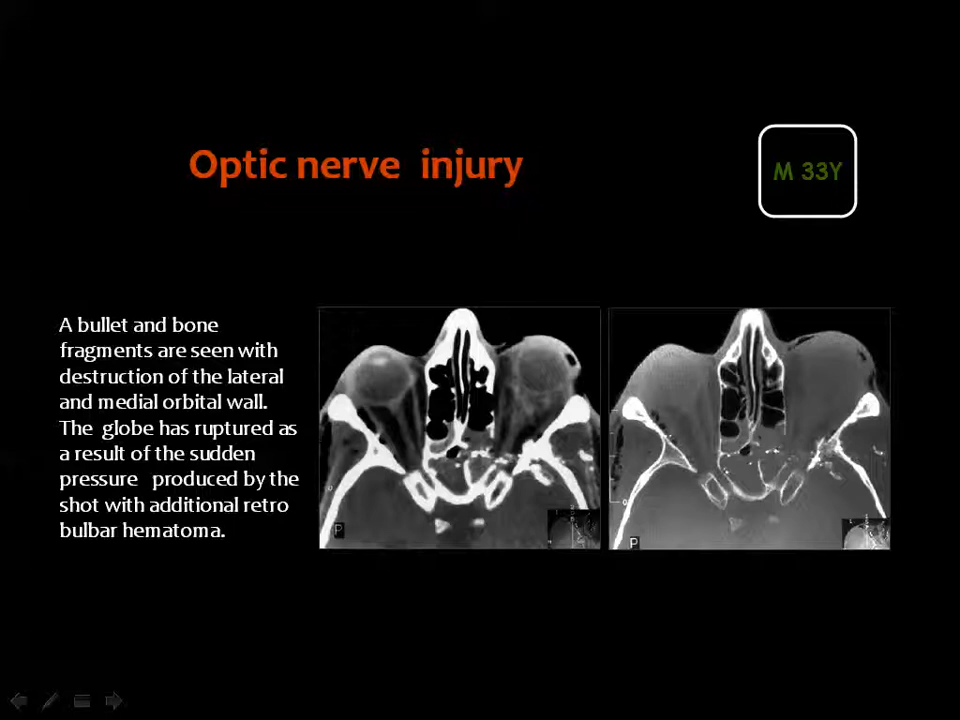 Optic nerve injury
M 33Y
A bullet and bone
fragments are seen with
destruction of the lateral
and medial orbital wall.
The globe has ruptured as
a result of the sudden
pressure produced by the
shot with additional retro
bulbar hematoma.
P
P